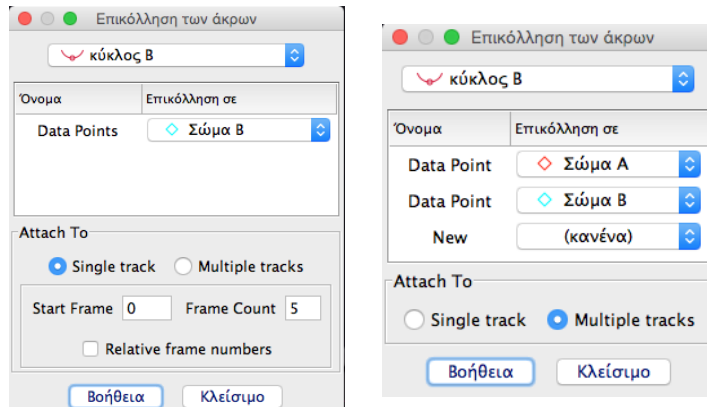 Επικόλληση των άκρων
κύκλος Β
Όνομα Επικόλληση σε
Data Points Σώμα Β
Attach To
Single track Multiple tracks
Start Frame 0 Frame Count 5
Relative frame numbers
Βοήθεια Κλείσιμο
Επικόλληση των άκρων
κύκλος Β
Όνομα Επικόλληση σε
Data Point Σώμα Α
Data Point Σώμα Β
New (κανένα)
Attach To
Single track Multiple tracks
Βοήθεια Κλείσιμο